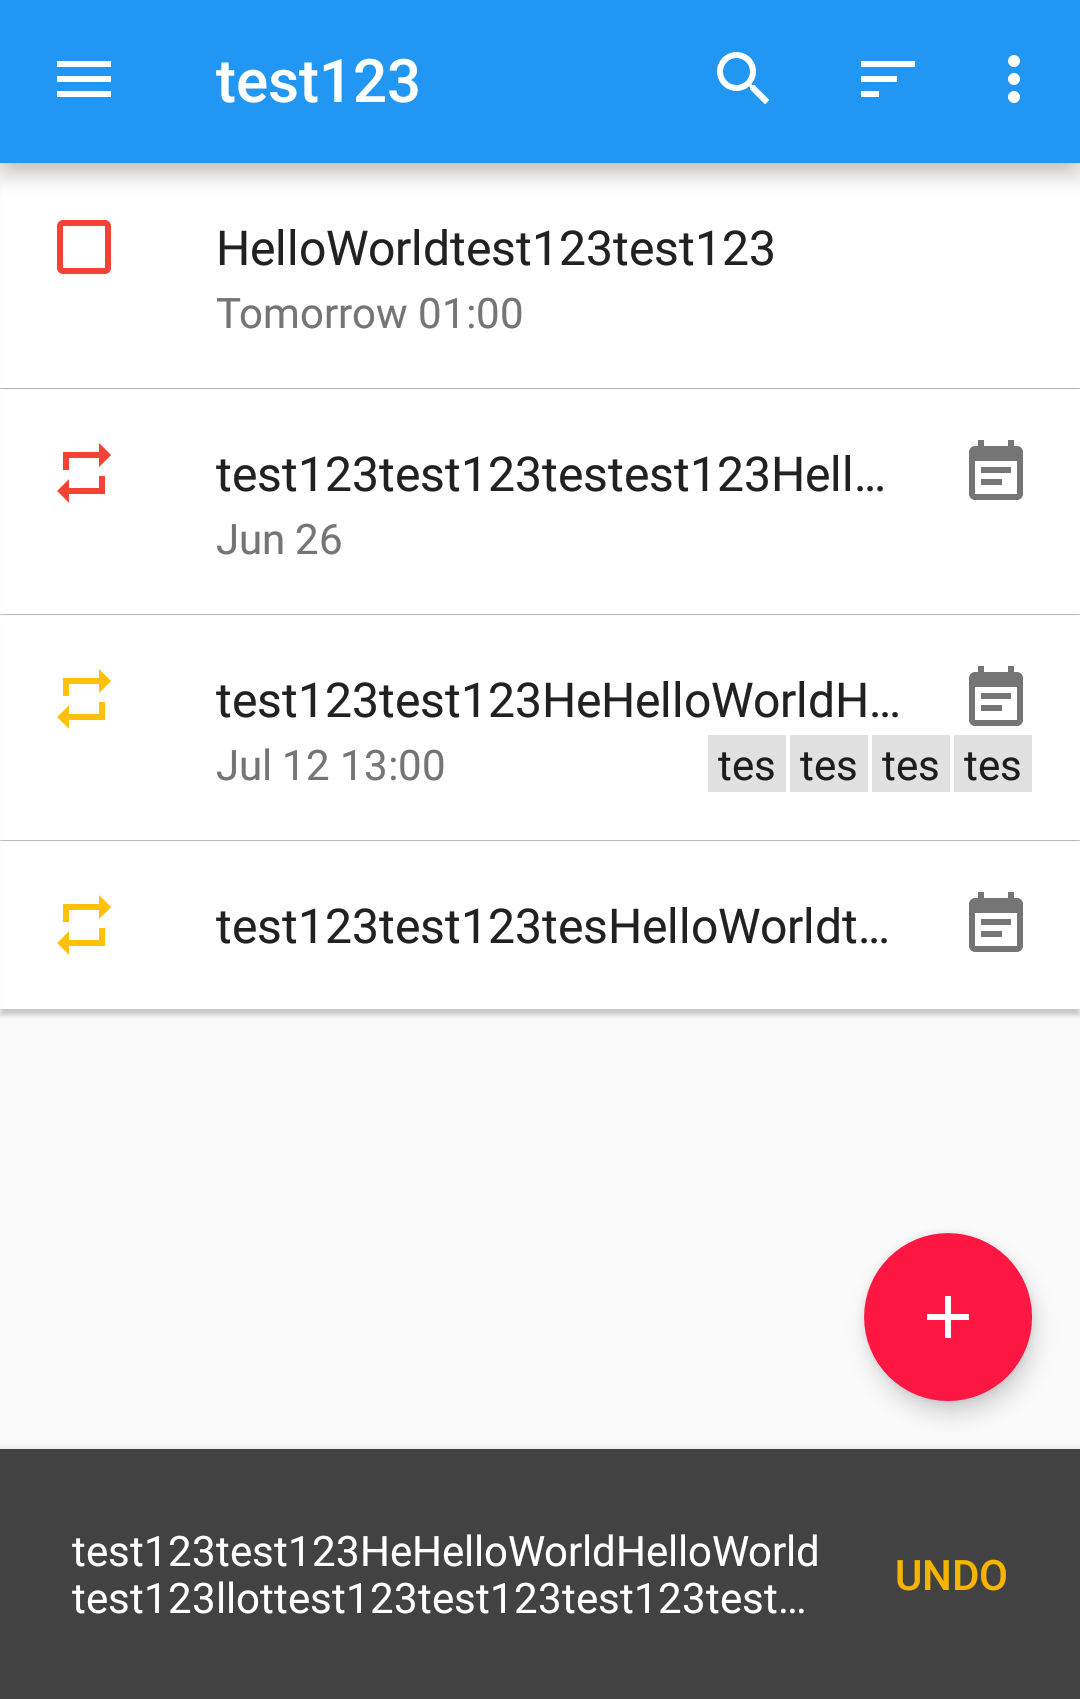 test123
HelloWorldtest123test123
Tomorrow 01:00
test123test123testest123Hell...
Jun 26
test123test123HeHelloWorldH...
Jul 12 13:00 tes tes tes tes
test123test123tesHelloWorldt...
test123test123HeHelloWorldHelloWorld
test123llottest123test123test123test...
UNDO